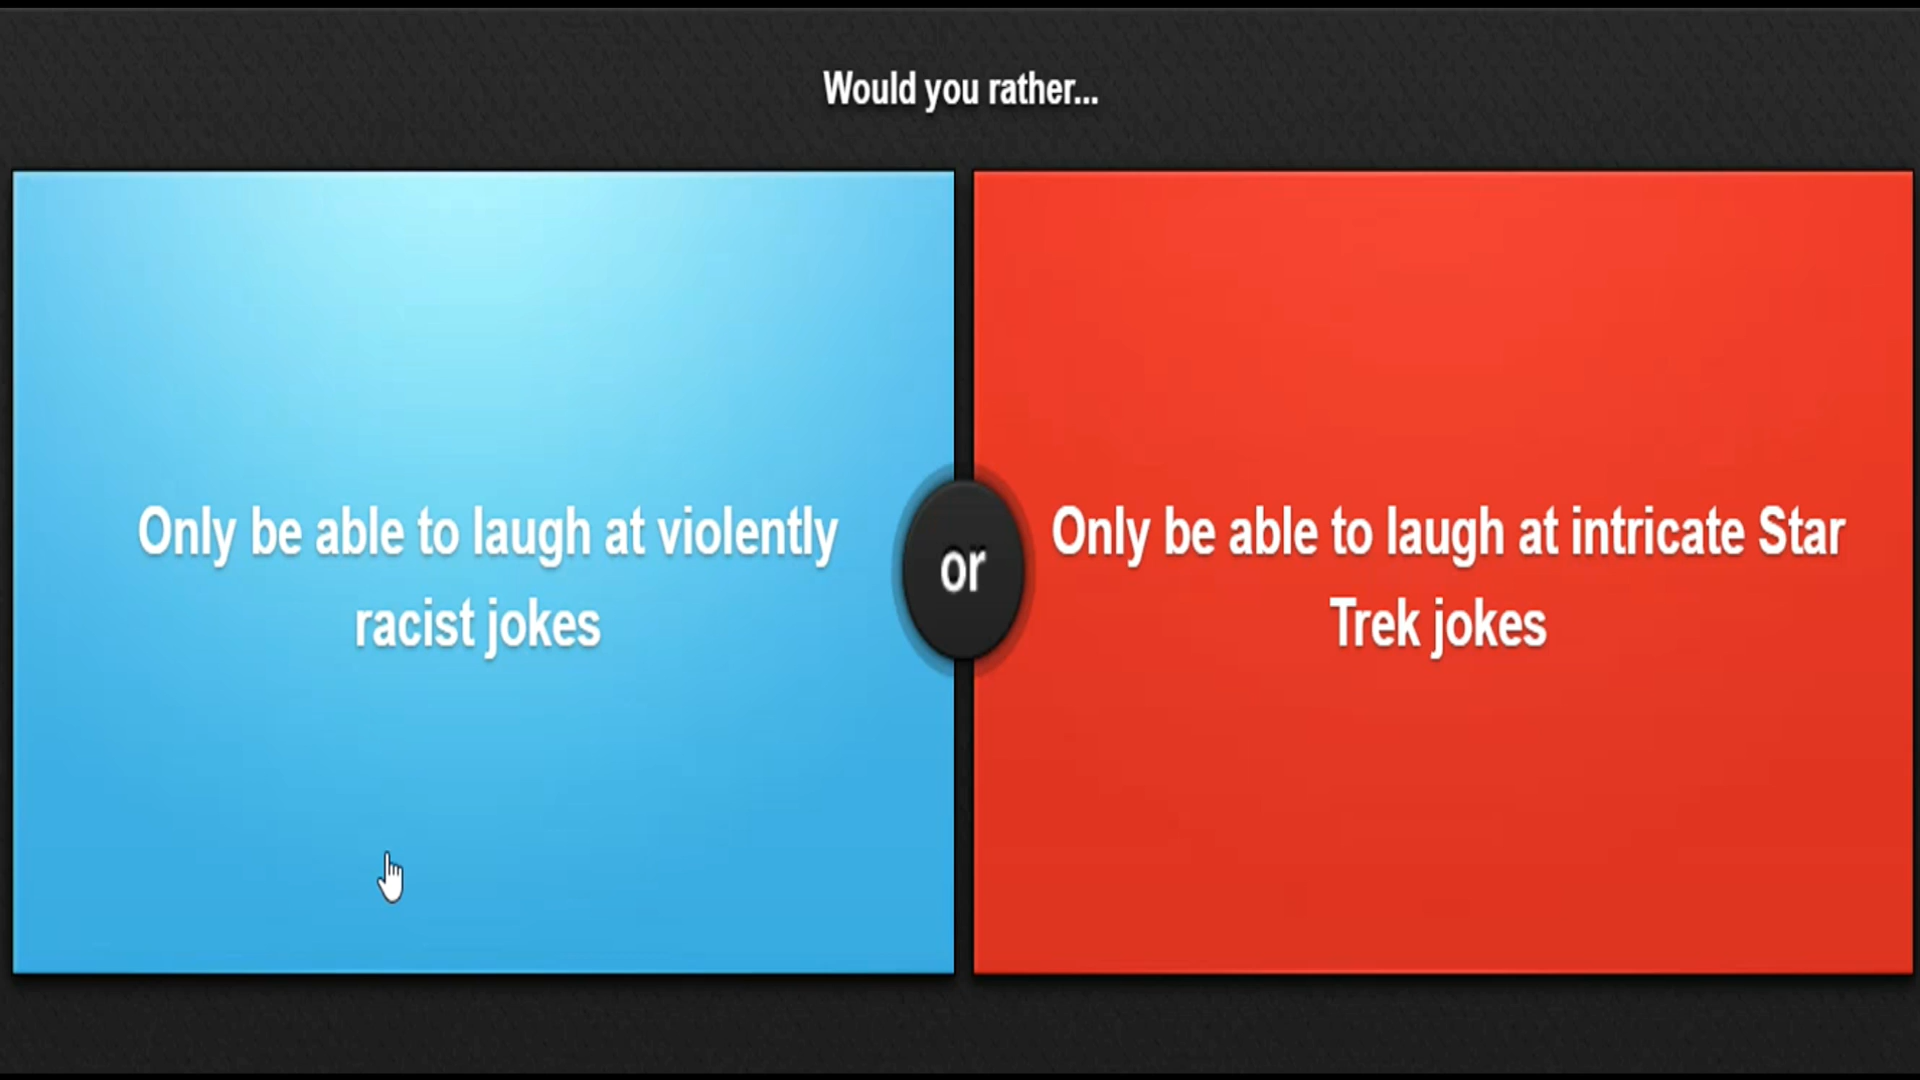 Would you rather...
Only be able to laugh at violently
racist jokes
or
Only be able to laugh at intricate Star
Trek jokes